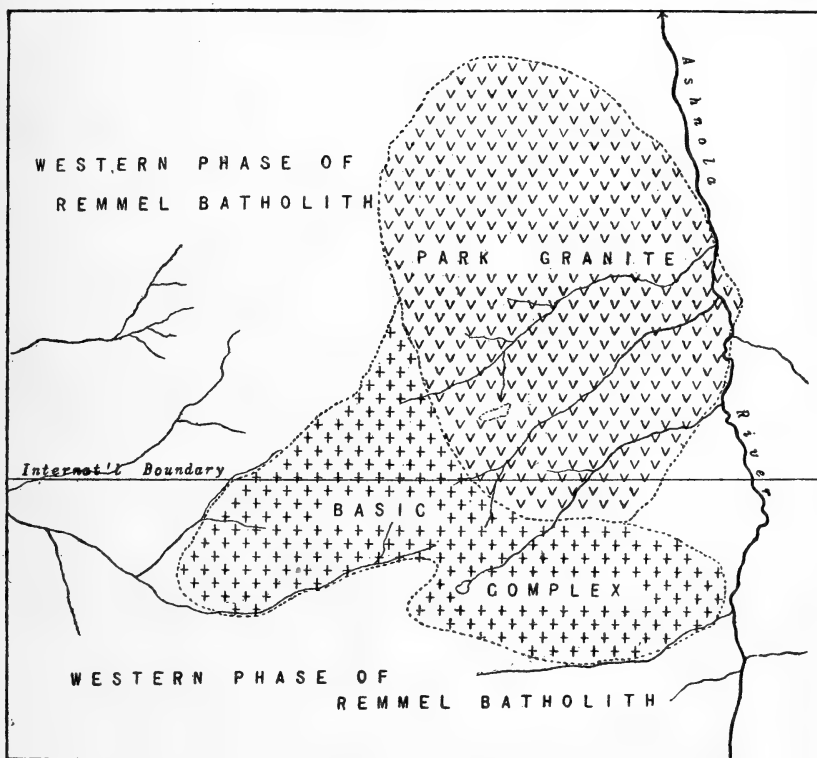 Ashnola
WESTERN PHASE OF
REMMEL BATHOLITH
PARK GRANITE
River
Internat'l Boundary
BASIC
COMPLEX
WESTERN PHASE OF
REMMEL BATHOLITH